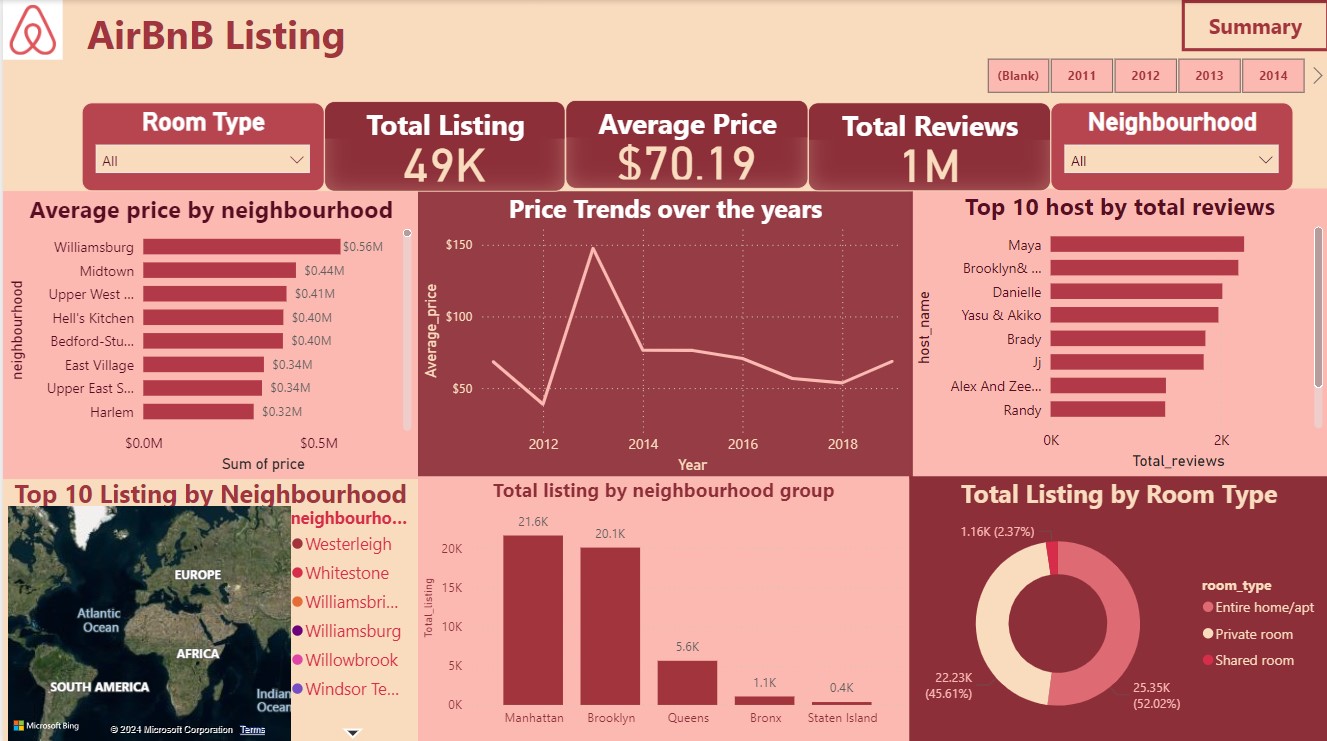 AirBnB Listing
Summary
(Blank)
2011
2012
2013
2014
Room Type
All
Total Listing
49K
Average Price
$70.19
Total Reviews
1M
Neighbourhood
All
Average price by neighbourhood
neighbourhood
Williamsburg
$0.56M
Midtown
$0.44M
Upper West ...
$0.41M
Hell's Kitchen
$0.40M
Bedford-Stu...
$0.40M
East Village
$0.34M
Upper East S...
$0.34M
Harlem
$0.32M
$0.0M
$0.5M
Sum of price
Price Trends over the years
Average_price
$150
$100
$50
2012
2014
2016
2018
Year
Top 10 host by total reviews
host_name
Maya
Brooklyn& ...
Danielle
Yasu & Akiko
Brady
Jj
Alex And Zee...
Randy
0K
2K
Total_reviews
Top 10 Listing by Neighbourhood
EUROPE
Atlantic
Ocean
AFRICA
SOUTH AMERICA
Indian
Ocean
Microsoft Bing
© 2024 Microsoft Corporation
Terms
neighbourho...
Westerleigh
Whitestone
Williamsbri...
Williamsburg
Willowbrook
Windsor Te...
Total listing by neighbourhood group
Total_listing
20K
15K
10K
5K
0K
21.6K
20.1K
5.6K
1.1K
0.4K
Manhattan
Brooklyn
Queens
Bronx
Staten Island
Total Listing by Room Type
1.16K (2.37%)
22.23K
(45.61%)
25.35K
(52.02%)
room_type
Entire home/apt
Private room
Shared room